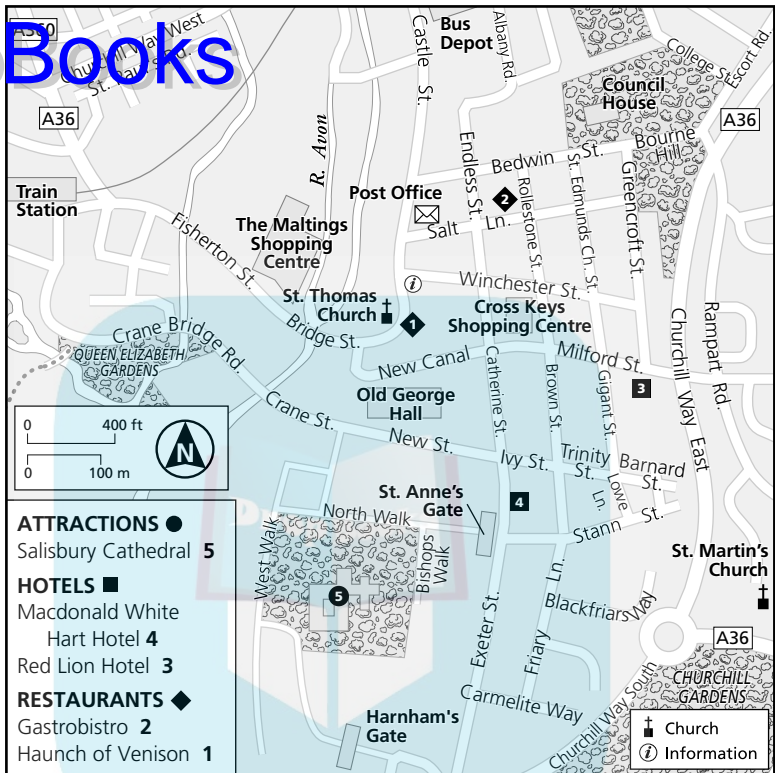 Books
A360
Churchill Way West
St. Paul's Rd.
A36
Castle St.
Bus
Depot
Albany Rd.
College St.
Escort Rd.
Council
House
A36
R. Avon
Endless St.
Bedwin St.
Bourne
Hill
Train
Station
Post Office
2
Rollestone St.
St. Edmunds Ch. St.
Greencroft St.
Salt Ln.
Fisherton St.
The Maltings
Shopping
Centre
i
Winchester St.
St. Thomas
Church
1
Cross Keys
Shopping Centre
Bridge St.
Crane Bridge Rd.
QUEEN ELIZABETH
GARDENS
New Canal
Milford St.
Churchill Way East
Rampart Rd.
Catherine St.
Brown St.
Gigant St.
3
Old George
Hall
Crane St.
New St.
Ivy St.
Trinity St.
Barnard St.
0 400 ft
0 100 m
N
Lowe Ln.
St. Anne's
Gate
4
North Walk
West Walk
Bishops
Walk
Stann St.
5
St. Martin's
Church
Exeter St.
Friary Ln.
Blackfriars Way
A36
Carmelite Way
Churchill Way South
CHURCHILL
GARDENS
Harnham's
Gate
ATTRACTIONS
Salisbury Cathedral 5
HOTELS
Macdonald White
Hart Hotel 4
Red Lion Hotel 3
RESTAURANTS
Gastrobistro 2
Haunch of Venison 1
Church
i Information